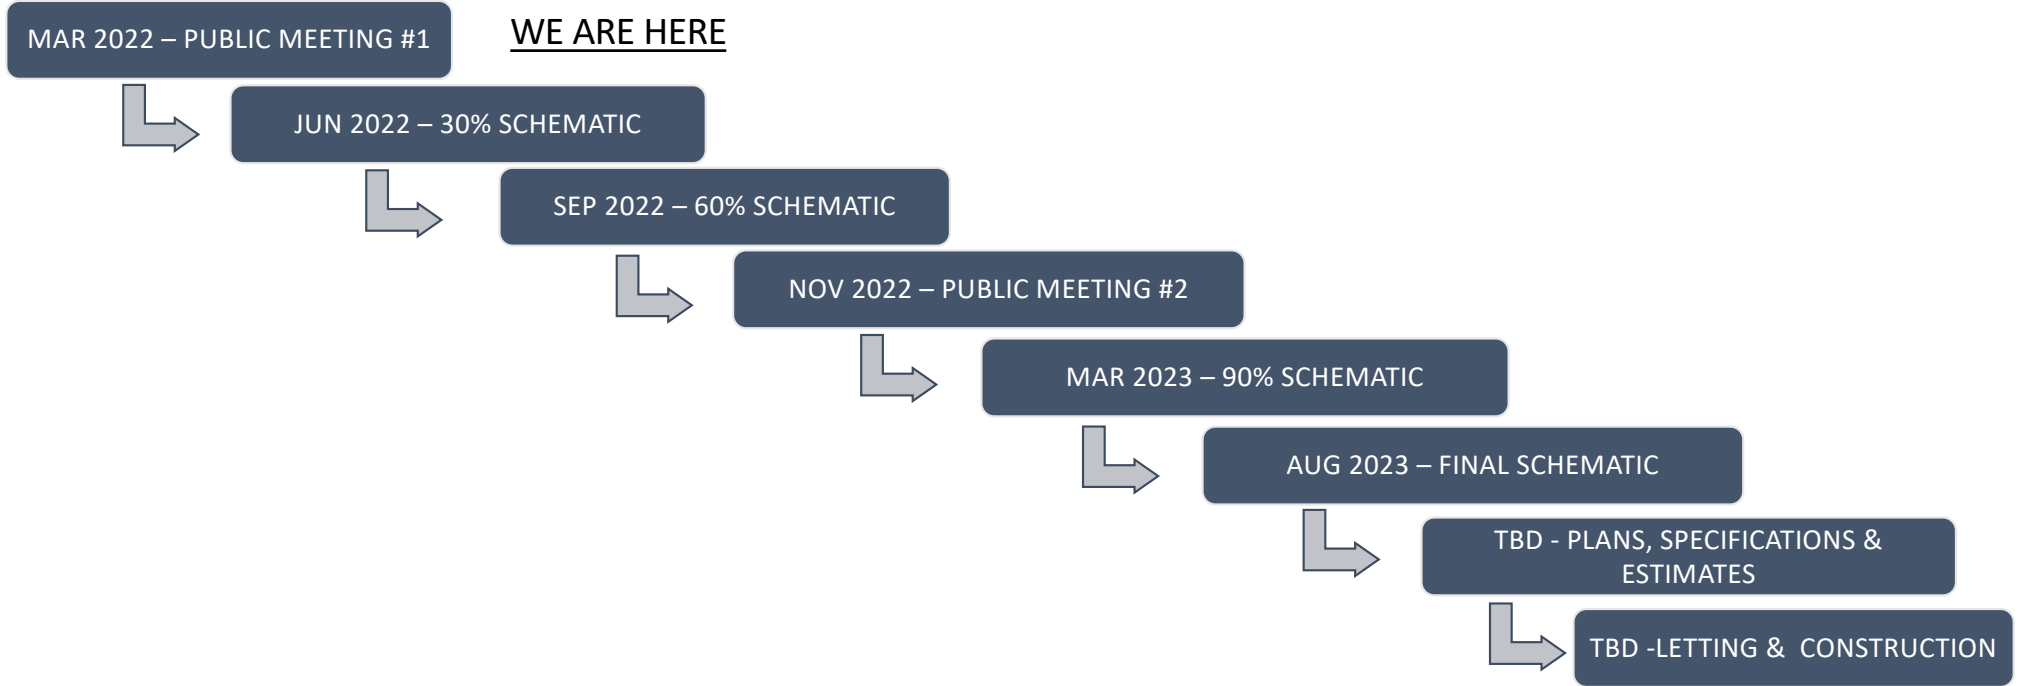 MAR 2022 – PUBLIC MEETING #1
WE ARE HERE
JUN 2022 – 30% SCHEMATIC
SEP 2022 – 60% SCHEMATIC
NOV 2022 – PUBLIC MEETING #2
MAR 2023 – 90% SCHEMATIC
AUG 2023 – FINAL SCHEMATIC
TBD - PLANS, SPECIFICATIONS &
ESTIMATES
TBD -LETTING &  CONSTRUCTION